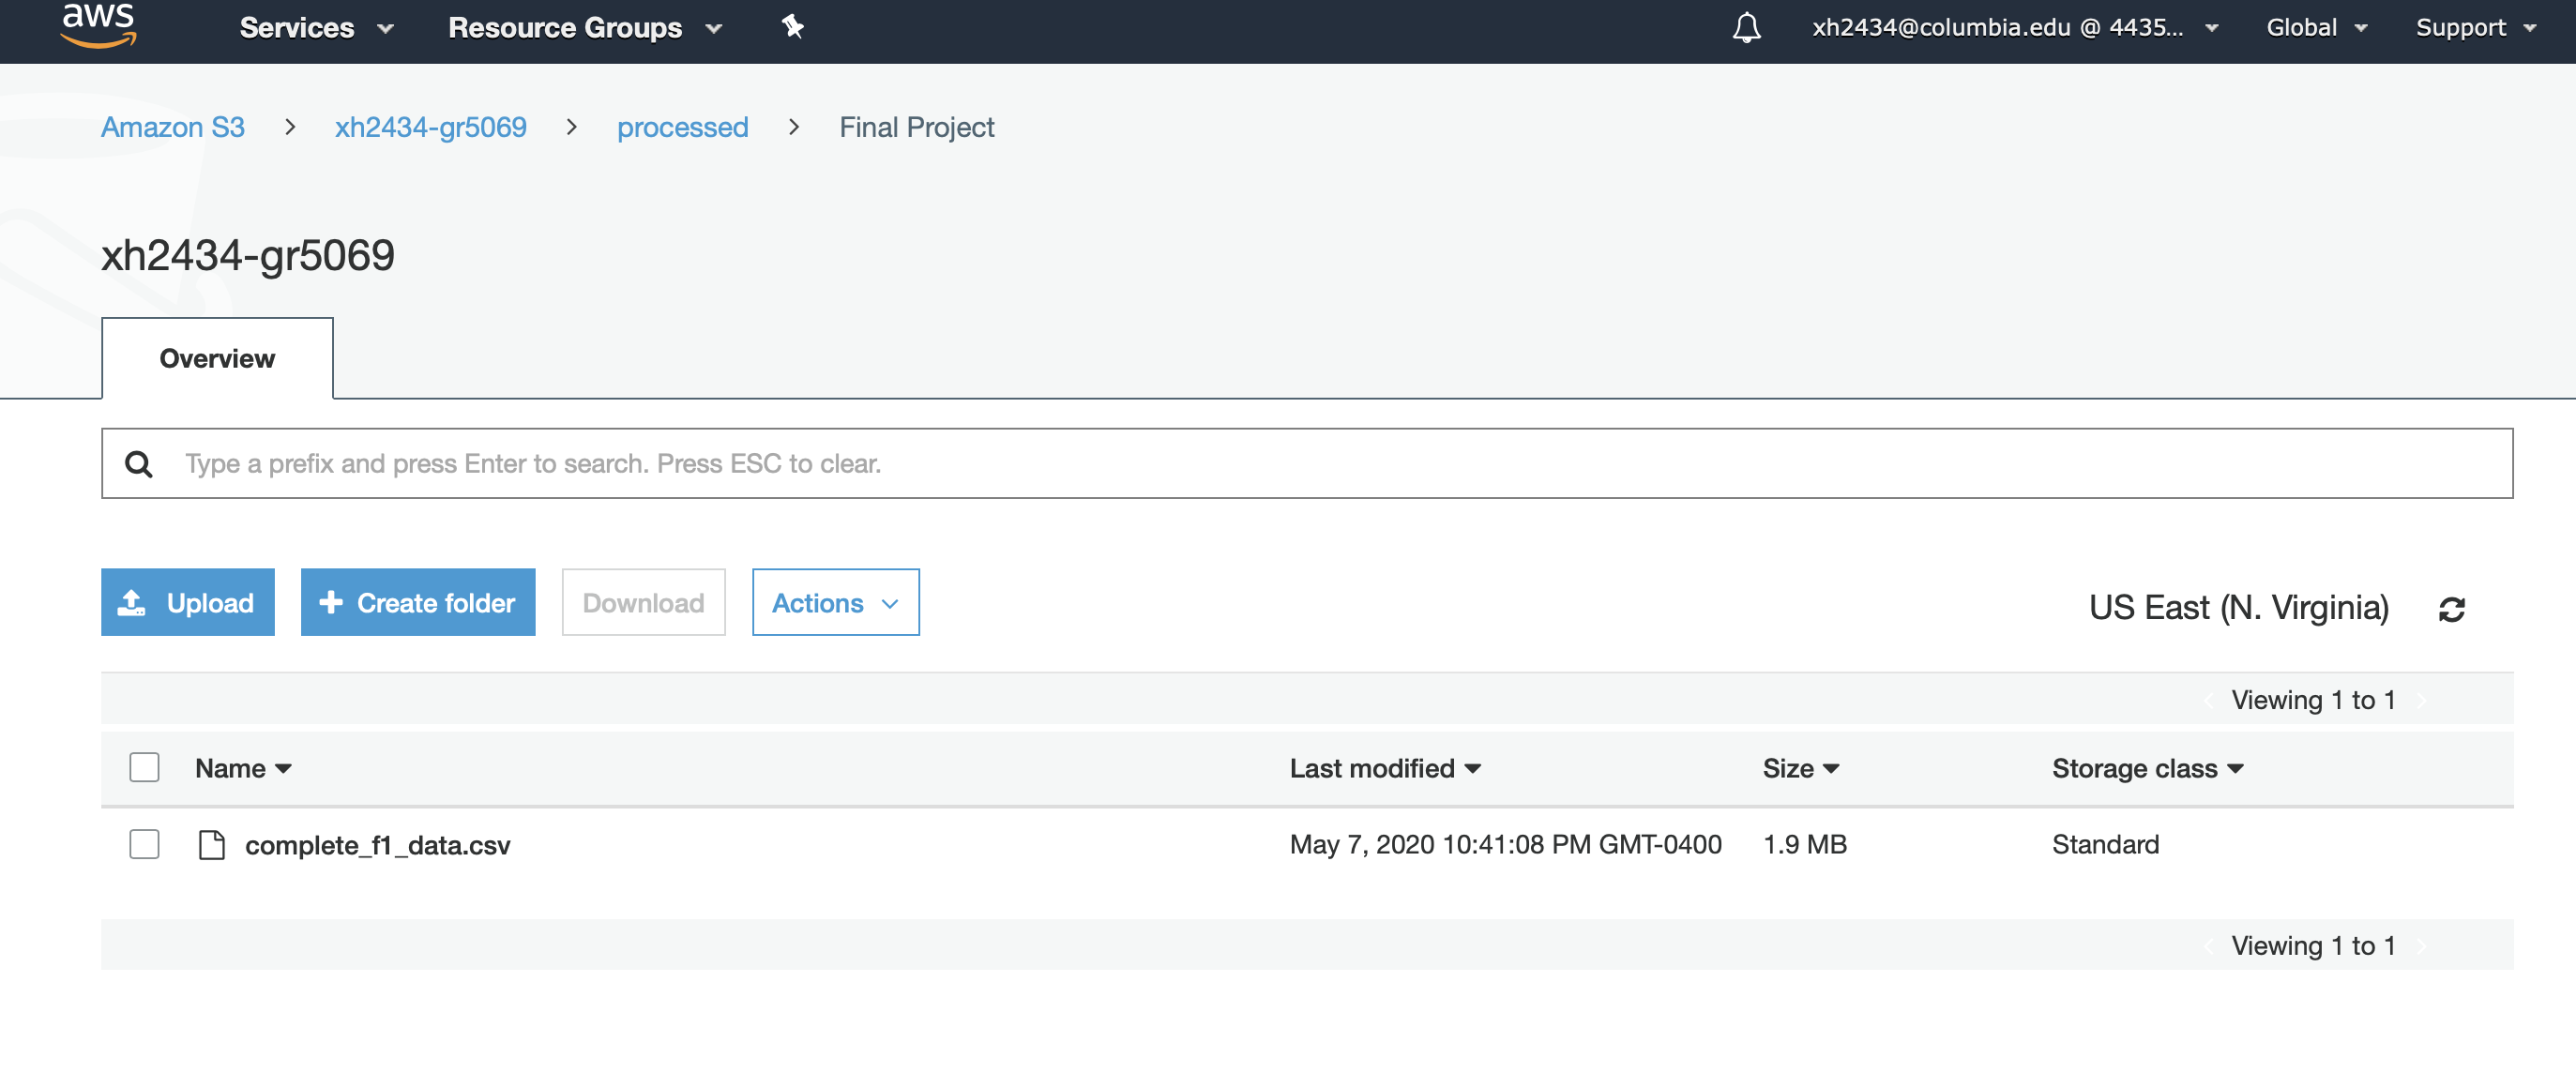 aws Services Resource Groups xh2434@columbia.edu @ 4435... Global Support
Amazon S3 > xh2434-gr5069 > processed > Final Project
xh2434-gr5069
Overview
Type a prefix and press Enter to search. Press ESC to clear.
Upload + Create folder Download Actions US East (N. Virginia)
Viewing 1 to 1
Name Last modified Size Storage class
complete_f1_data.csv May 7, 2020 10:41:08 PM GMT-0400 1.9 MB Standard
Viewing 1 to 1